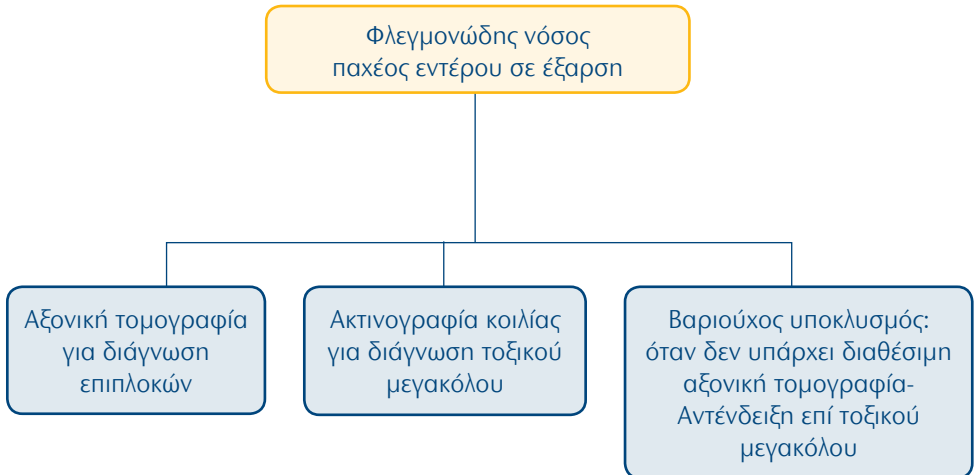 Φλεγμονώδης νόσος
παχέος εντέρου σε έξαρση
Αξονική τομογραφία
για διάγνωση
επιπλοκών
Ακτινογραφία κοιλίας
για διάγνωση τοξικού
μεγακόλου
Βαριούχος υποκλυσμός:
όταν δεν υπάρχει διαθέσιμη
αξονική τομογραφία-
Αντένδειξη επί τοξικού
μεγακόλου